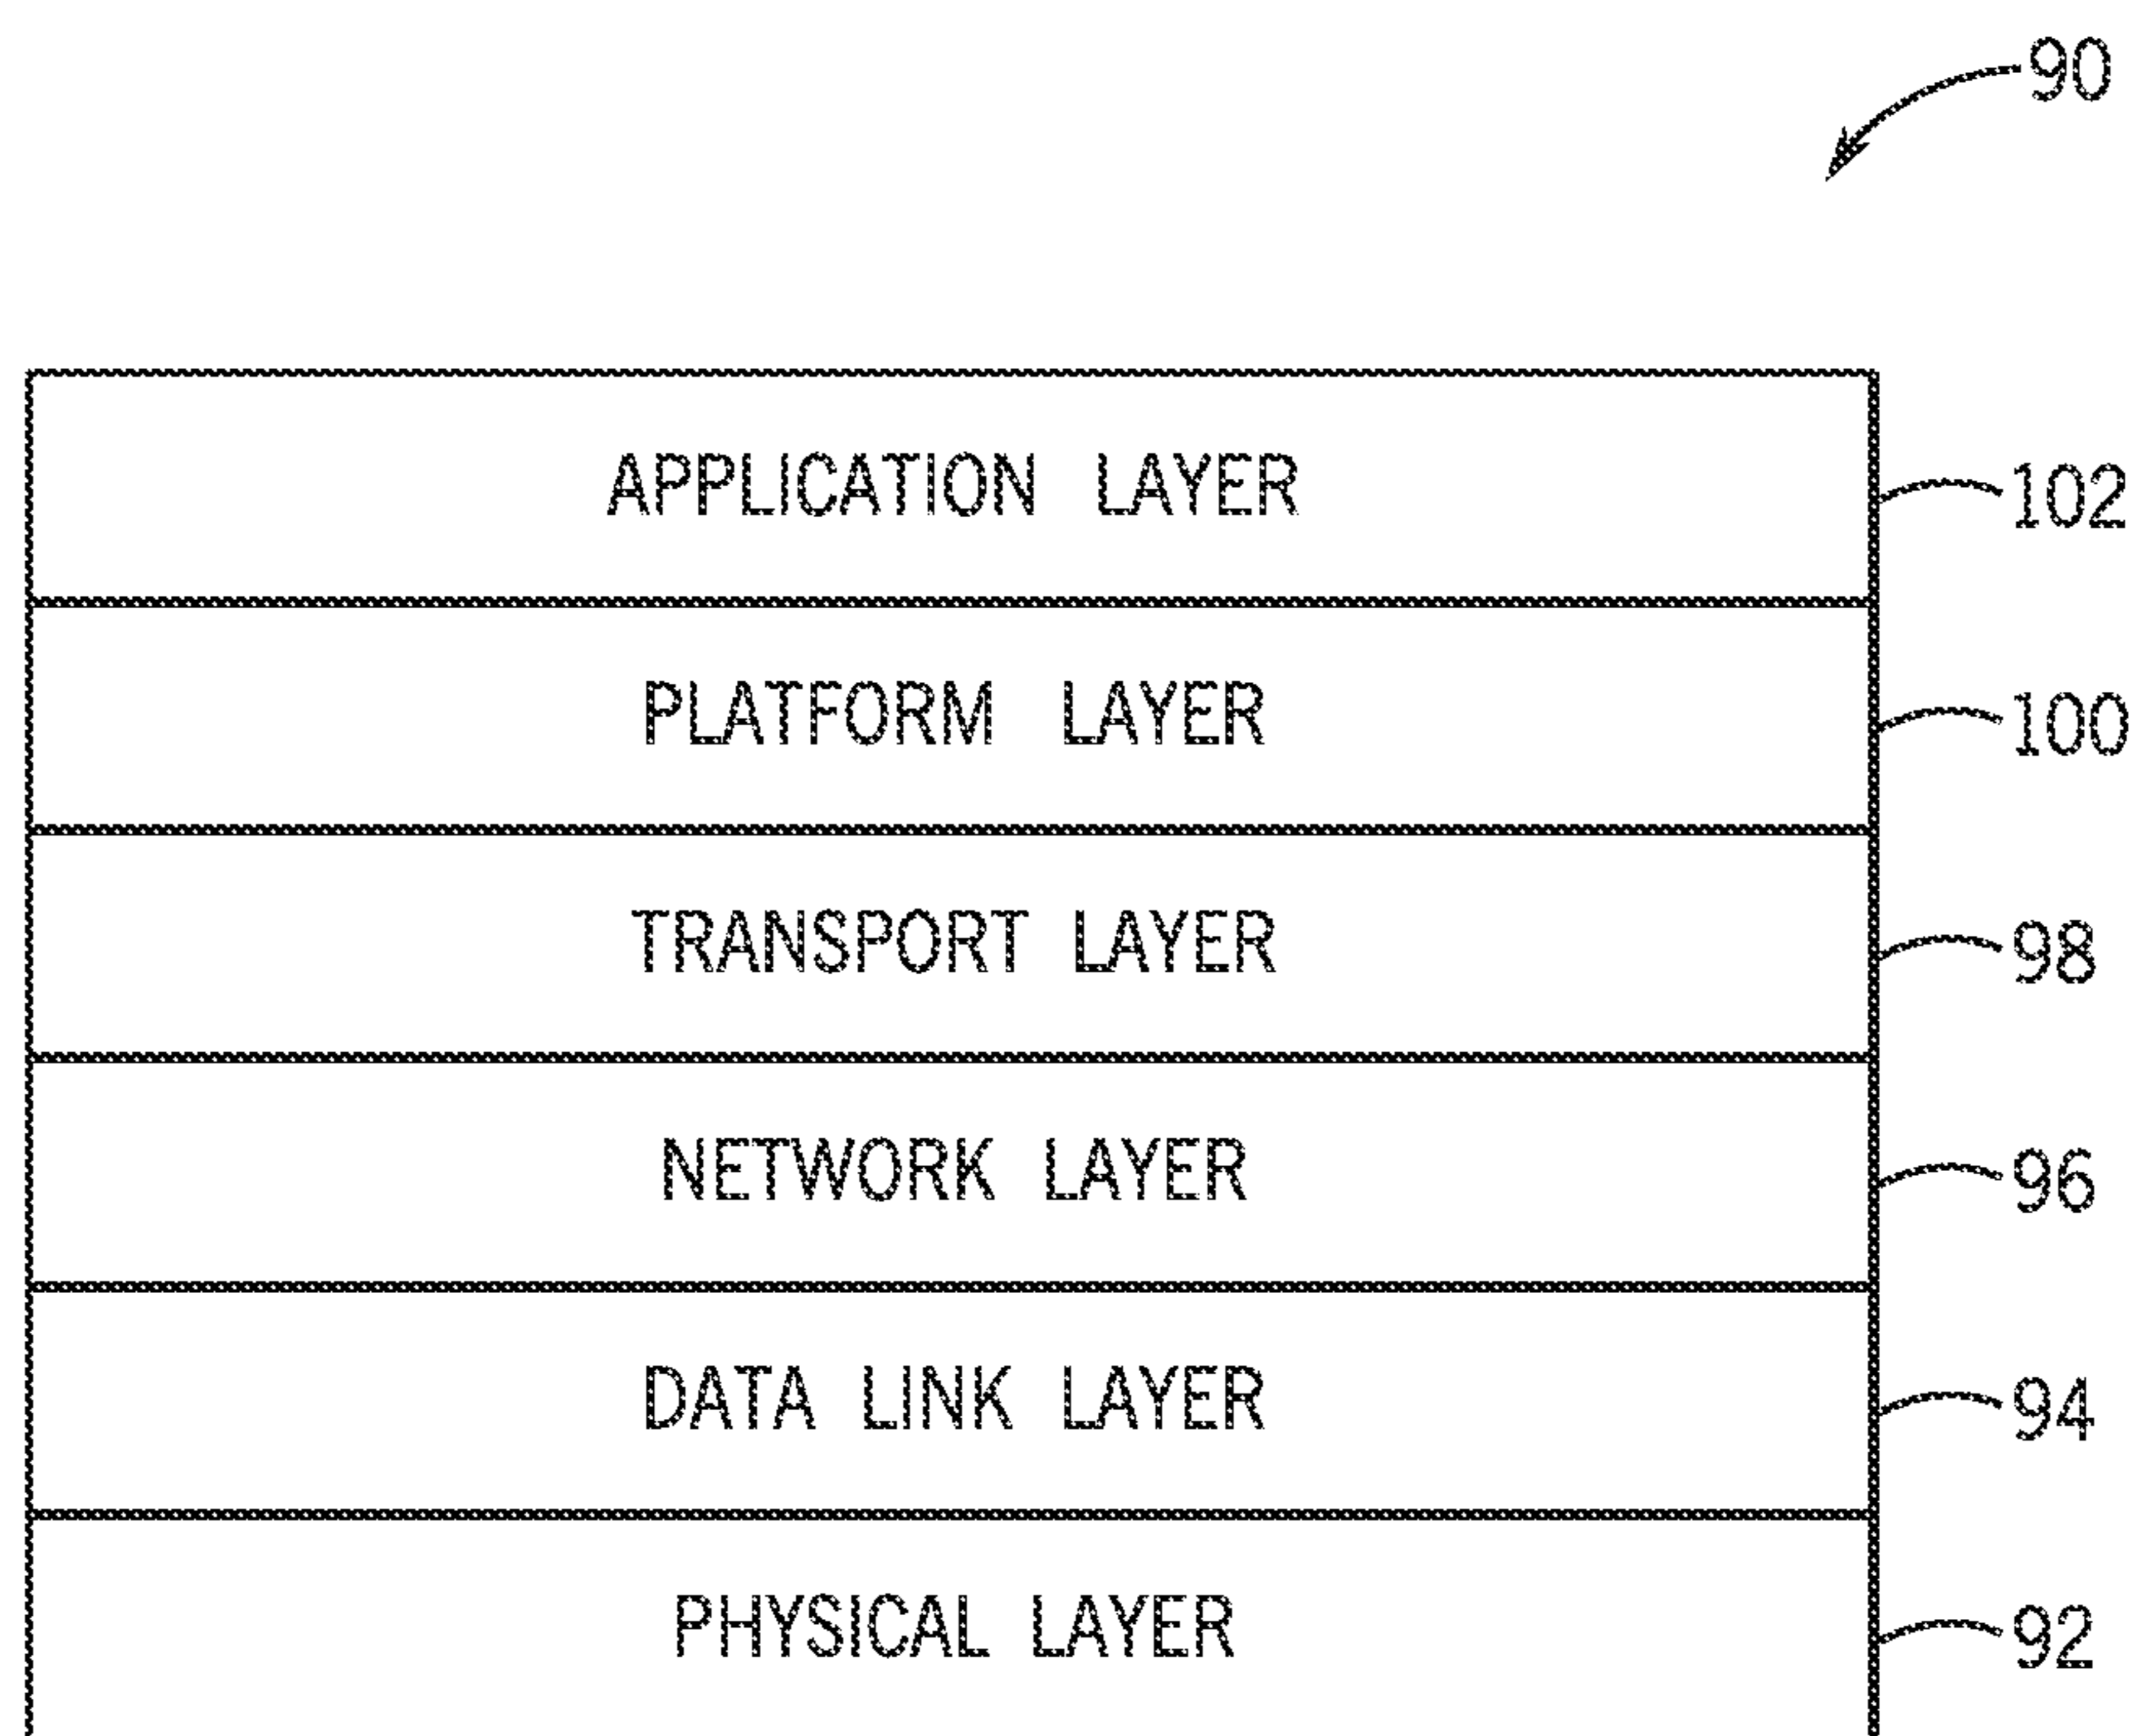 90
APPLICATION LAYER 102
PLATFORM LAYER 100
TRANSPORT LAYER 98
NETWORK LAYER 96
DATA LINK LAYER 94
PHYSICAL LAYER 92